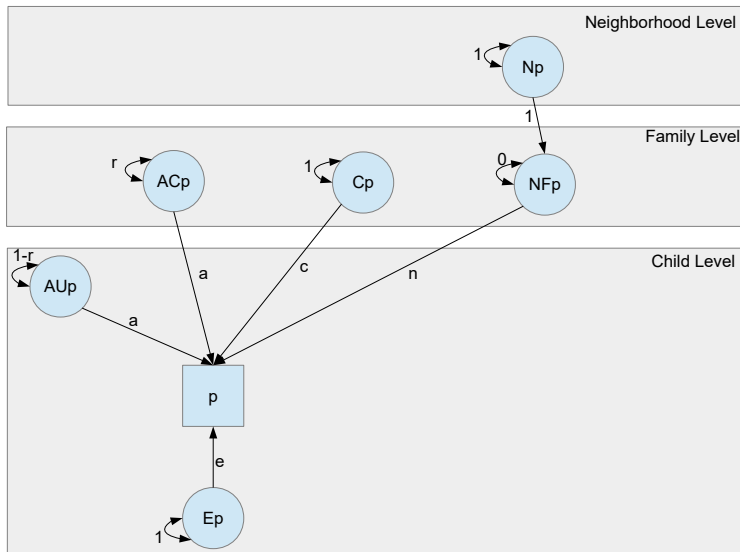 Neighborhood Level
1
Np
1
Family Level
r
ACp
1
Cp
0
NFp
Child Level
1-r
AUp
a
a
c
n
p
e
Ep
1